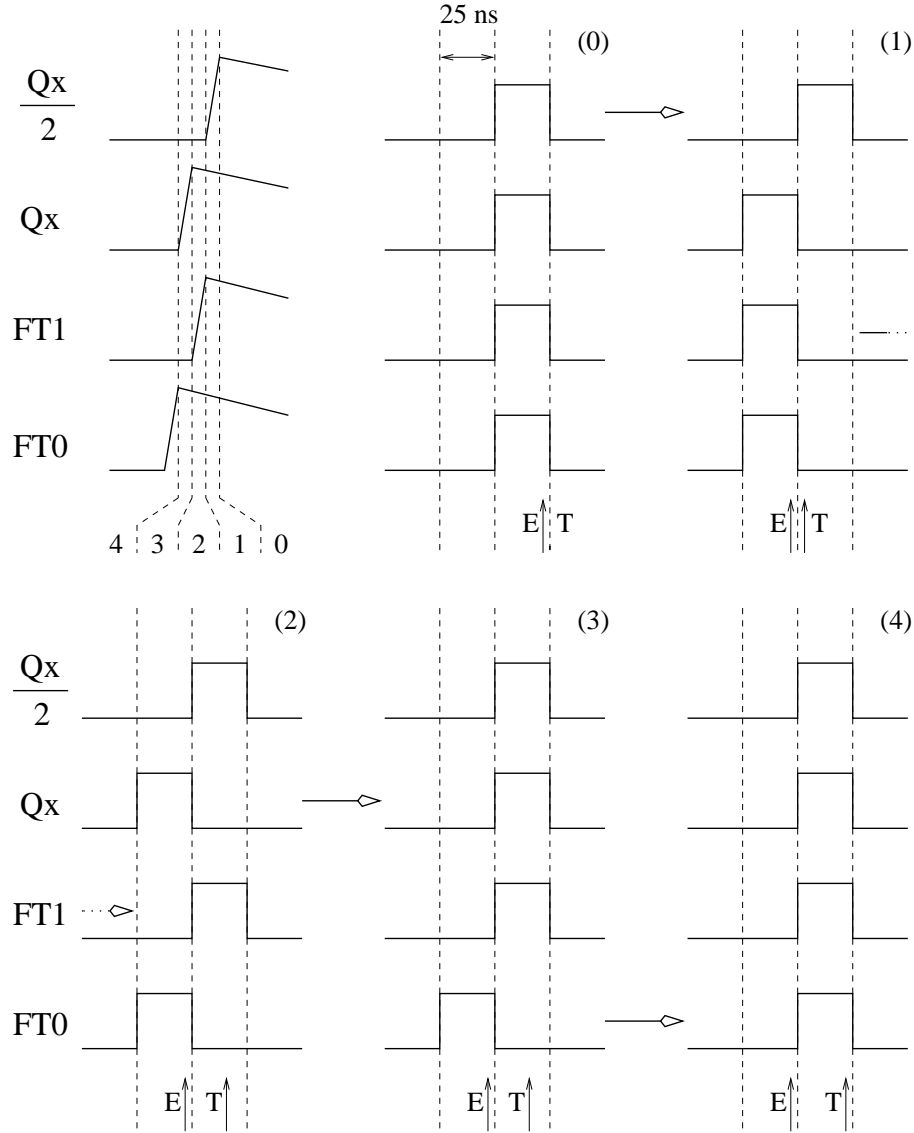 25 ns
(0)
(1)
Qx
2
Qx
FT1
FT0
4 3 2 1 0
E T
E T
(2)
(3)
(4)
Qx
2
Qx
FT1
FT0
E T
E T
E T